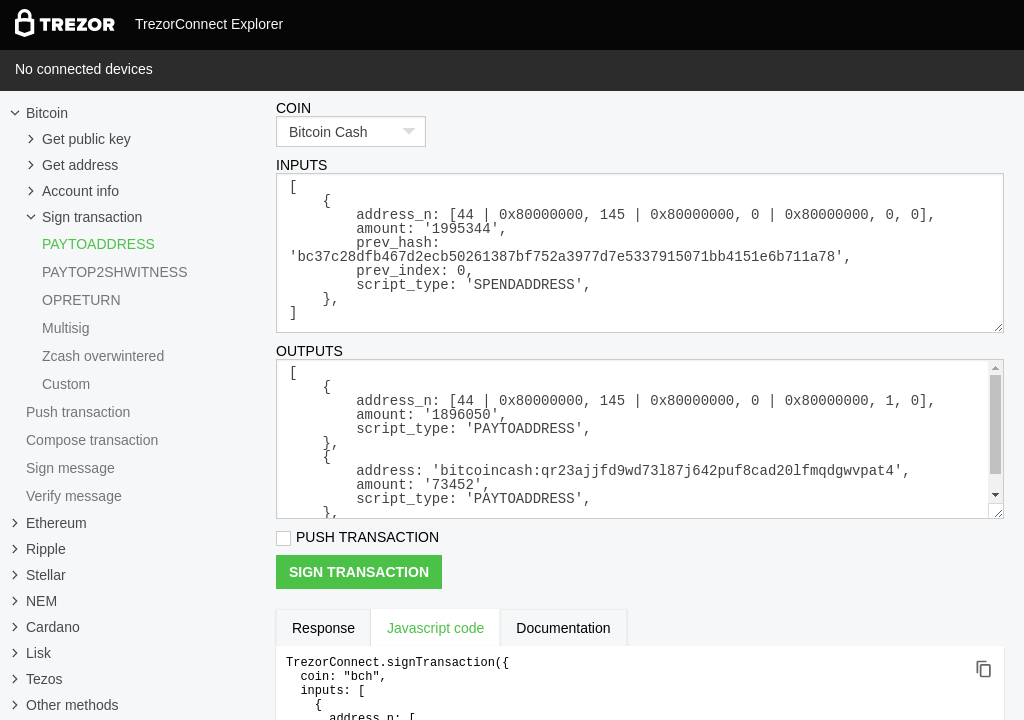 TREZOR TrezorConnect Explorer
No connected devices
Bitcoin
Get public key
Get address
Account info
Sign transaction
PAYTOADDRESS
PAYTOP2SHWITNESS
OPRETURN
Multisig
Zcash overwintered
Custom
Push transaction
Compose transaction
Sign message
Verify message
Ethereum
Ripple
Stellar
NEM
Cardano
Lisk
Tezos
Other methods
COIN
Bitcoin Cash
INPUTS
[
    {
        address_n: [44 | 0x80000000, 145 | 0x80000000, 0 | 0x80000000, 0, 0],
        amount: '1995344',
        prev_hash:
'bc37c28dfb467d2ecb50261387bf752a3977d7e5337915071bb4151e6b711a78',
        prev_index: 0,
        script_type: 'SPENDADDRESS',
    },
]
OUTPUTS
[
    {
        address_n: [44 | 0x80000000, 145 | 0x80000000, 0 | 0x80000000, 1, 0],
        amount: '1896050',
        script_type: 'PAYTOADDRESS',
    },
    {
        address: 'bitcoincash:qr23ajjfd9wd73l87j642puf8cad20lfmqdgwvpat4',
        amount: '73452',
        script_type: 'PAYTOADDRESS',
    },
PUSH TRANSACTION
SIGN TRANSACTION
Response Javascript code Documentation
TrezorConnect.signTransaction({
  coin: "bch",
  inputs: [
    {
      address_n: [